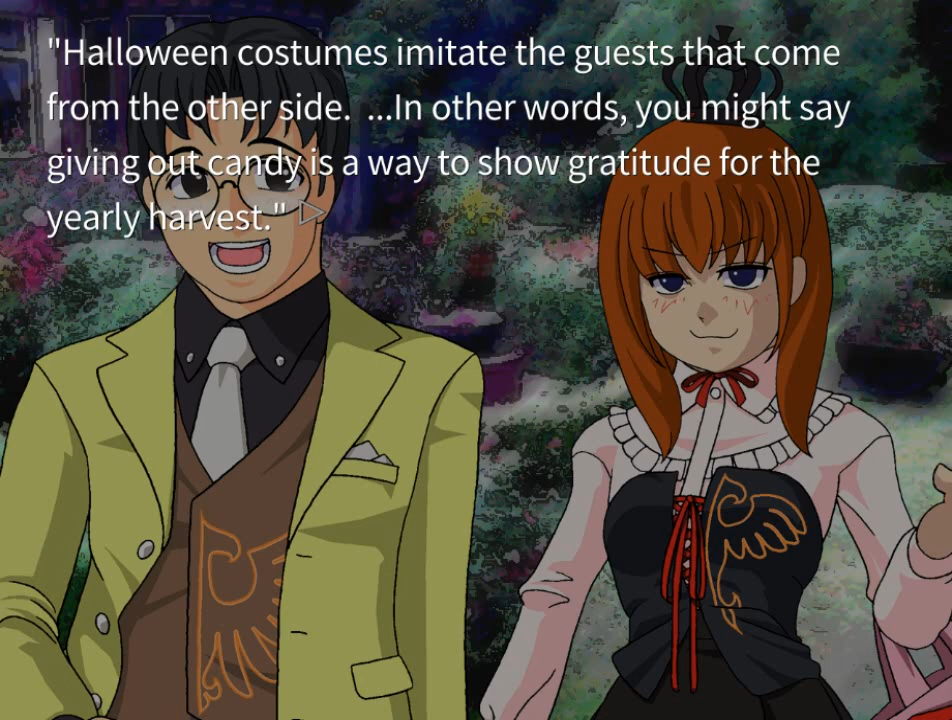 "Halloween costumes imitate the guests that come
from the other side.  ...In other words, you might say
giving out candy is a way to show gratitude for the
yearly harvest."